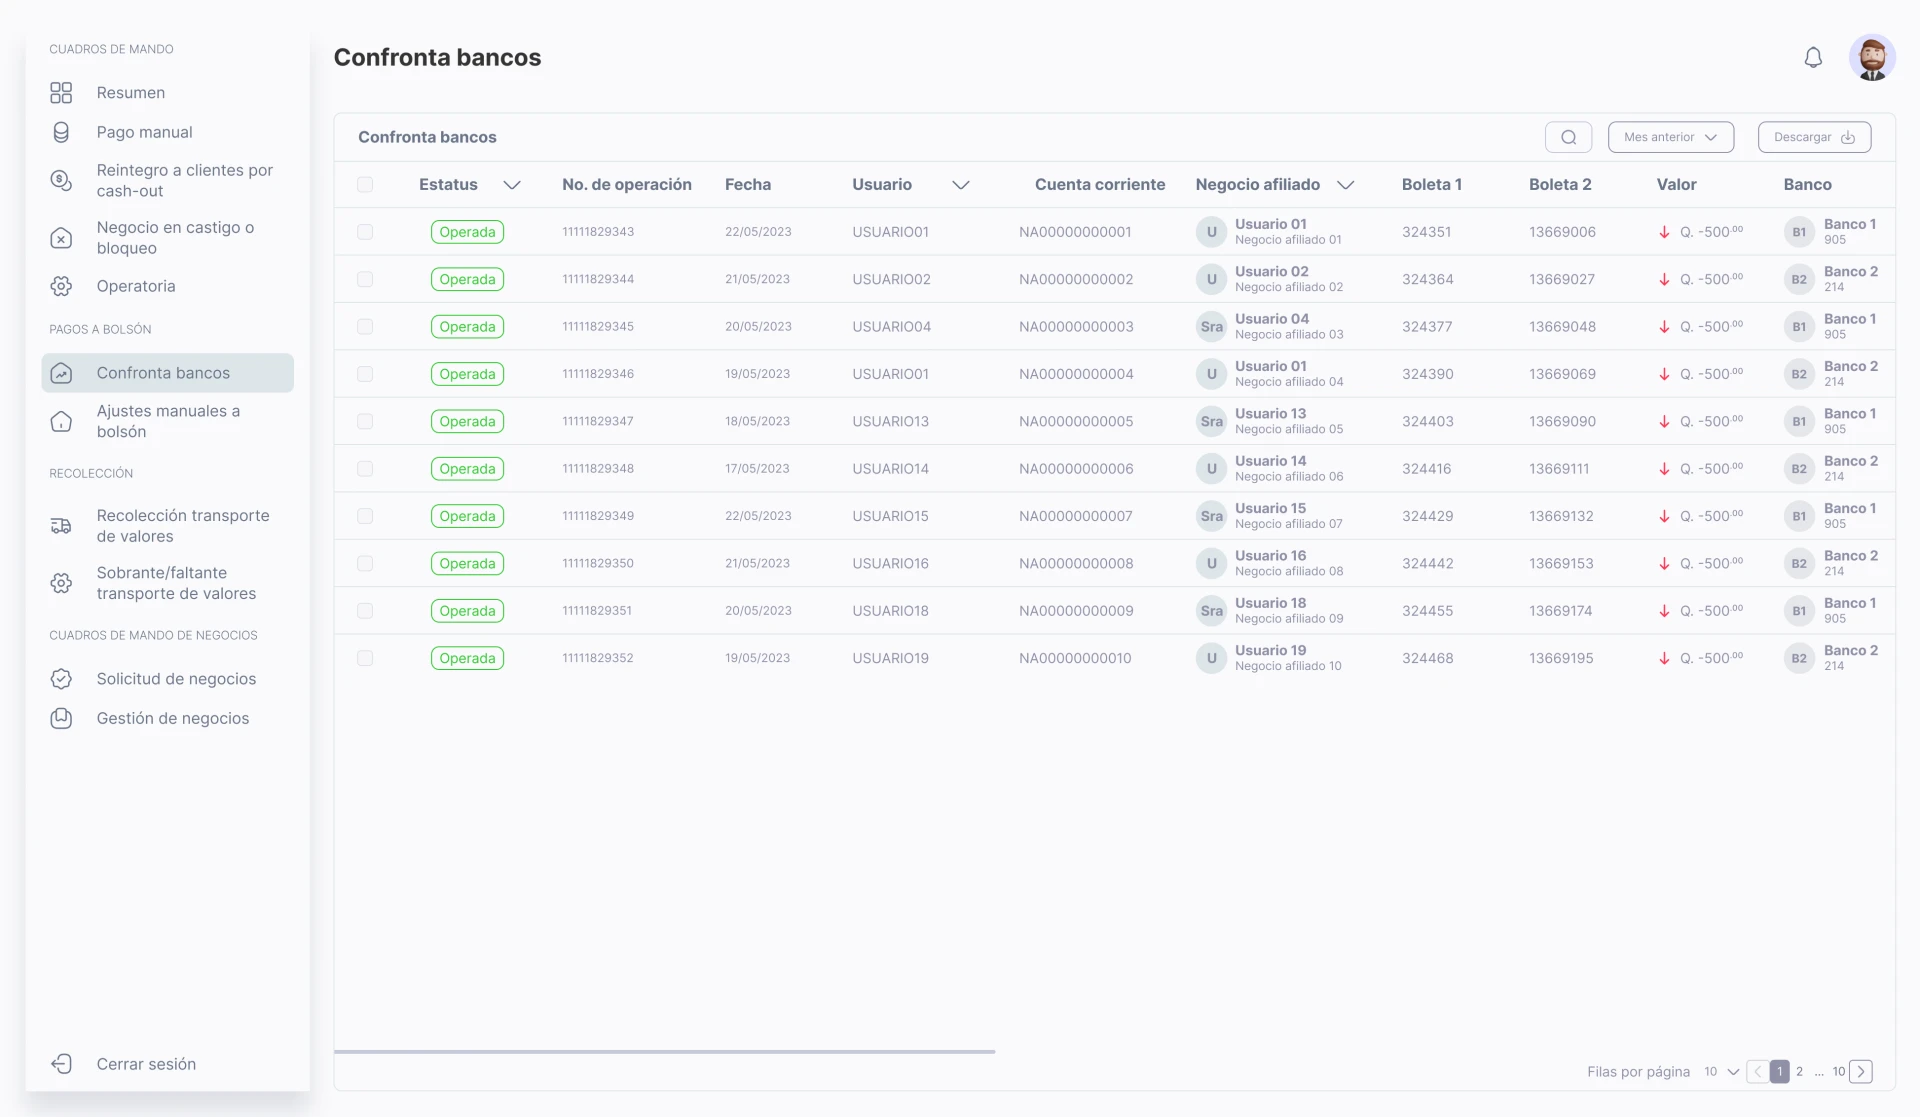 CUADROS DE MANDO
Resumen
Pago manual
Reintegro a clientes por
cash-out
Negocio en castigo o
bloqueo
Operatoria
PAGOS A BOLSÓN
Confronta bancos
Ajustes manuales a
bolsón
RECOLECCIÓN
Recolección transporte
de valores
Sobrante/faltante
transporte de valores
CUADROS DE MANDO DE NEGOCIOS
Solicitud de negocios
Gestión de negocios
Cerrar sesión
Confronta bancos
Confronta bancos Mes anterior Descargar
Estatus No. de operación Fecha Usuario Cuenta corriente Negocio afiliado Boleta 1 Boleta 2 Valor Banco
Operada 11111829343 22/05/2023 USUARIO01 NA00000000001 U Usuario 01 Negocio afiliado 01 324351 13669006 Q. -500.00 B1 Banco 1 905
Operada 11111829344 21/05/2023 USUARIO02 NA00000000002 U Usuario 02 Negocio afiliado 02 324364 13669027 Q. -500.00 B2 Banco 2 214
Operada 11111829345 20/05/2023 USUARIO04 NA00000000003 Sra Usuario 04 Negocio afiliado 03 324377 13669048 Q. -500.00 B1 Banco 1 905
Operada 11111829346 19/05/2023 USUARIO01 NA00000000004 U Usuario 01 Negocio afiliado 04 324390 13669069 Q. -500.00 B2 Banco 2 214
Operada 11111829347 18/05/2023 USUARIO13 NA00000000005 Sra Usuario 13 Negocio afiliado 05 324403 13669090 Q. -500.00 B1 Banco 1 905
Operada 11111829348 17/05/2023 USUARIO14 NA00000000006 U Usuario 14 Negocio afiliado 06 324416 13669111 Q. -500.00 B2 Banco 2 214
Operada 11111829349 22/05/2023 USUARIO15 NA00000000007 Sra Usuario 15 Negocio afiliado 07 324429 13669132 Q. -500.00 B1 Banco 1 905
Operada 11111829350 21/05/2023 USUARIO16 NA00000000008 U Usuario 16 Negocio afiliado 08 324442 13669153 Q. -500.00 B2 Banco 2 214
Operada 11111829351 20/05/2023 USUARIO18 NA00000000009 Sra Usuario 18 Negocio afiliado 09 324455 13669174 Q. -500.00 B1 Banco 1 905
Operada 11111829352 19/05/2023 USUARIO19 NA00000000010 U Usuario 19 Negocio afiliado 10 324468 13669195 Q. -500.00 B2 Banco 2 214
Filas por página 10 1 2 ... 10